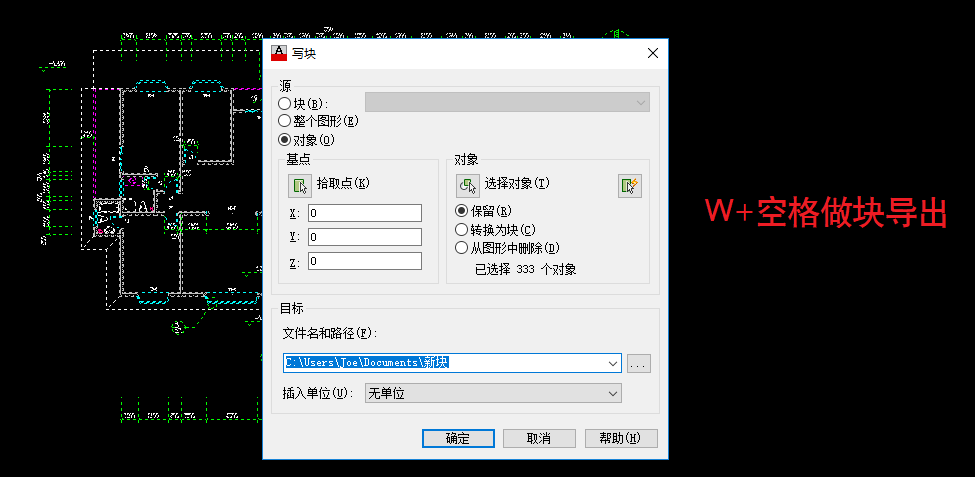 写块
源
块(B):
整个图形(E)
对象(O)
基点
拾取点(K)
X: 0
Y: 0
Z: 0
对象
选择对象(T)
保留(R)
转换为块(C)
从图形中删除(D)
已选择 333 个对象
目标
文件名和路径(F):
C:\Users\Joe\Documents\新块
...
插入单位(U): 无单位
确定 取消 帮助(H)
W+空格做块导出